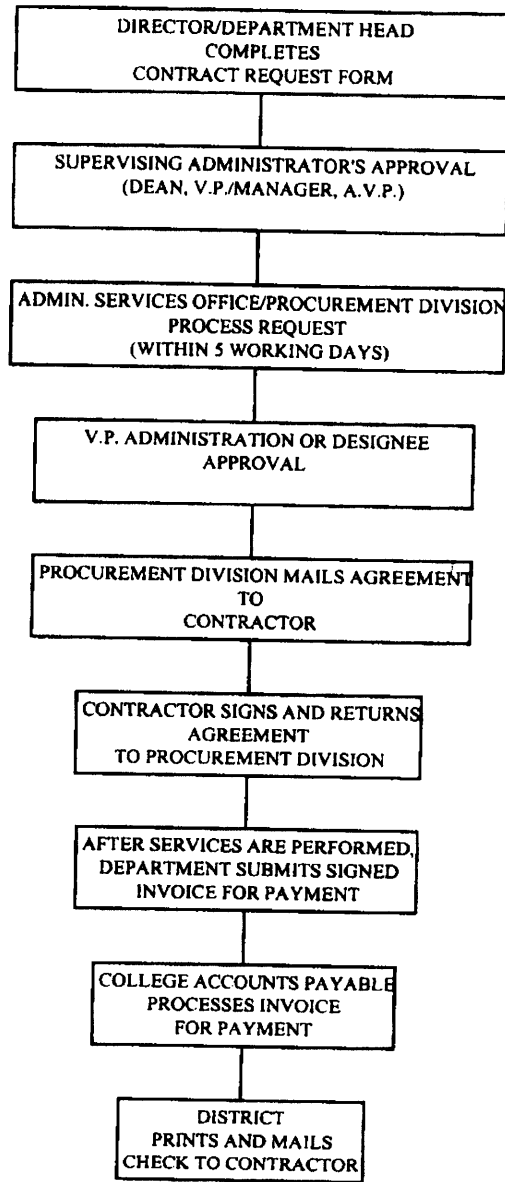 DIRECTOR/DEPARTMENT HEAD
COMPLETES
CONTRACT REQUEST FORM
SUPERVISING ADMINISTRATOR'S APPROVAL
(DEAN, V.P./MANAGER, A.V.P.)
ADMIN. SERVICES OFFICE/PROCUREMENT DIVISION
PROCESS REQUEST
(WITHIN 5 WORKING DAYS)
V.P. ADMINISTRATION OR DESIGNEE
APPROVAL
PROCUREMENT DIVISION MAILS AGREEMENT
TO
CONTRACTOR
CONTRACTOR SIGNS AND RETURNS
AGREEMENT
TO PROCUREMENT DIVISION
AFTER SERVICES ARE PERFORMED,
DEPARTMENT SUBMITS SIGNED
INVOICE FOR PAYMENT
COLLEGE ACCOUNTS PAYABLE
PROCESSES INVOICE
FOR PAYMENT
DISTRICT
PRINTS AND MAILS
CHECK TO CONTRACTOR